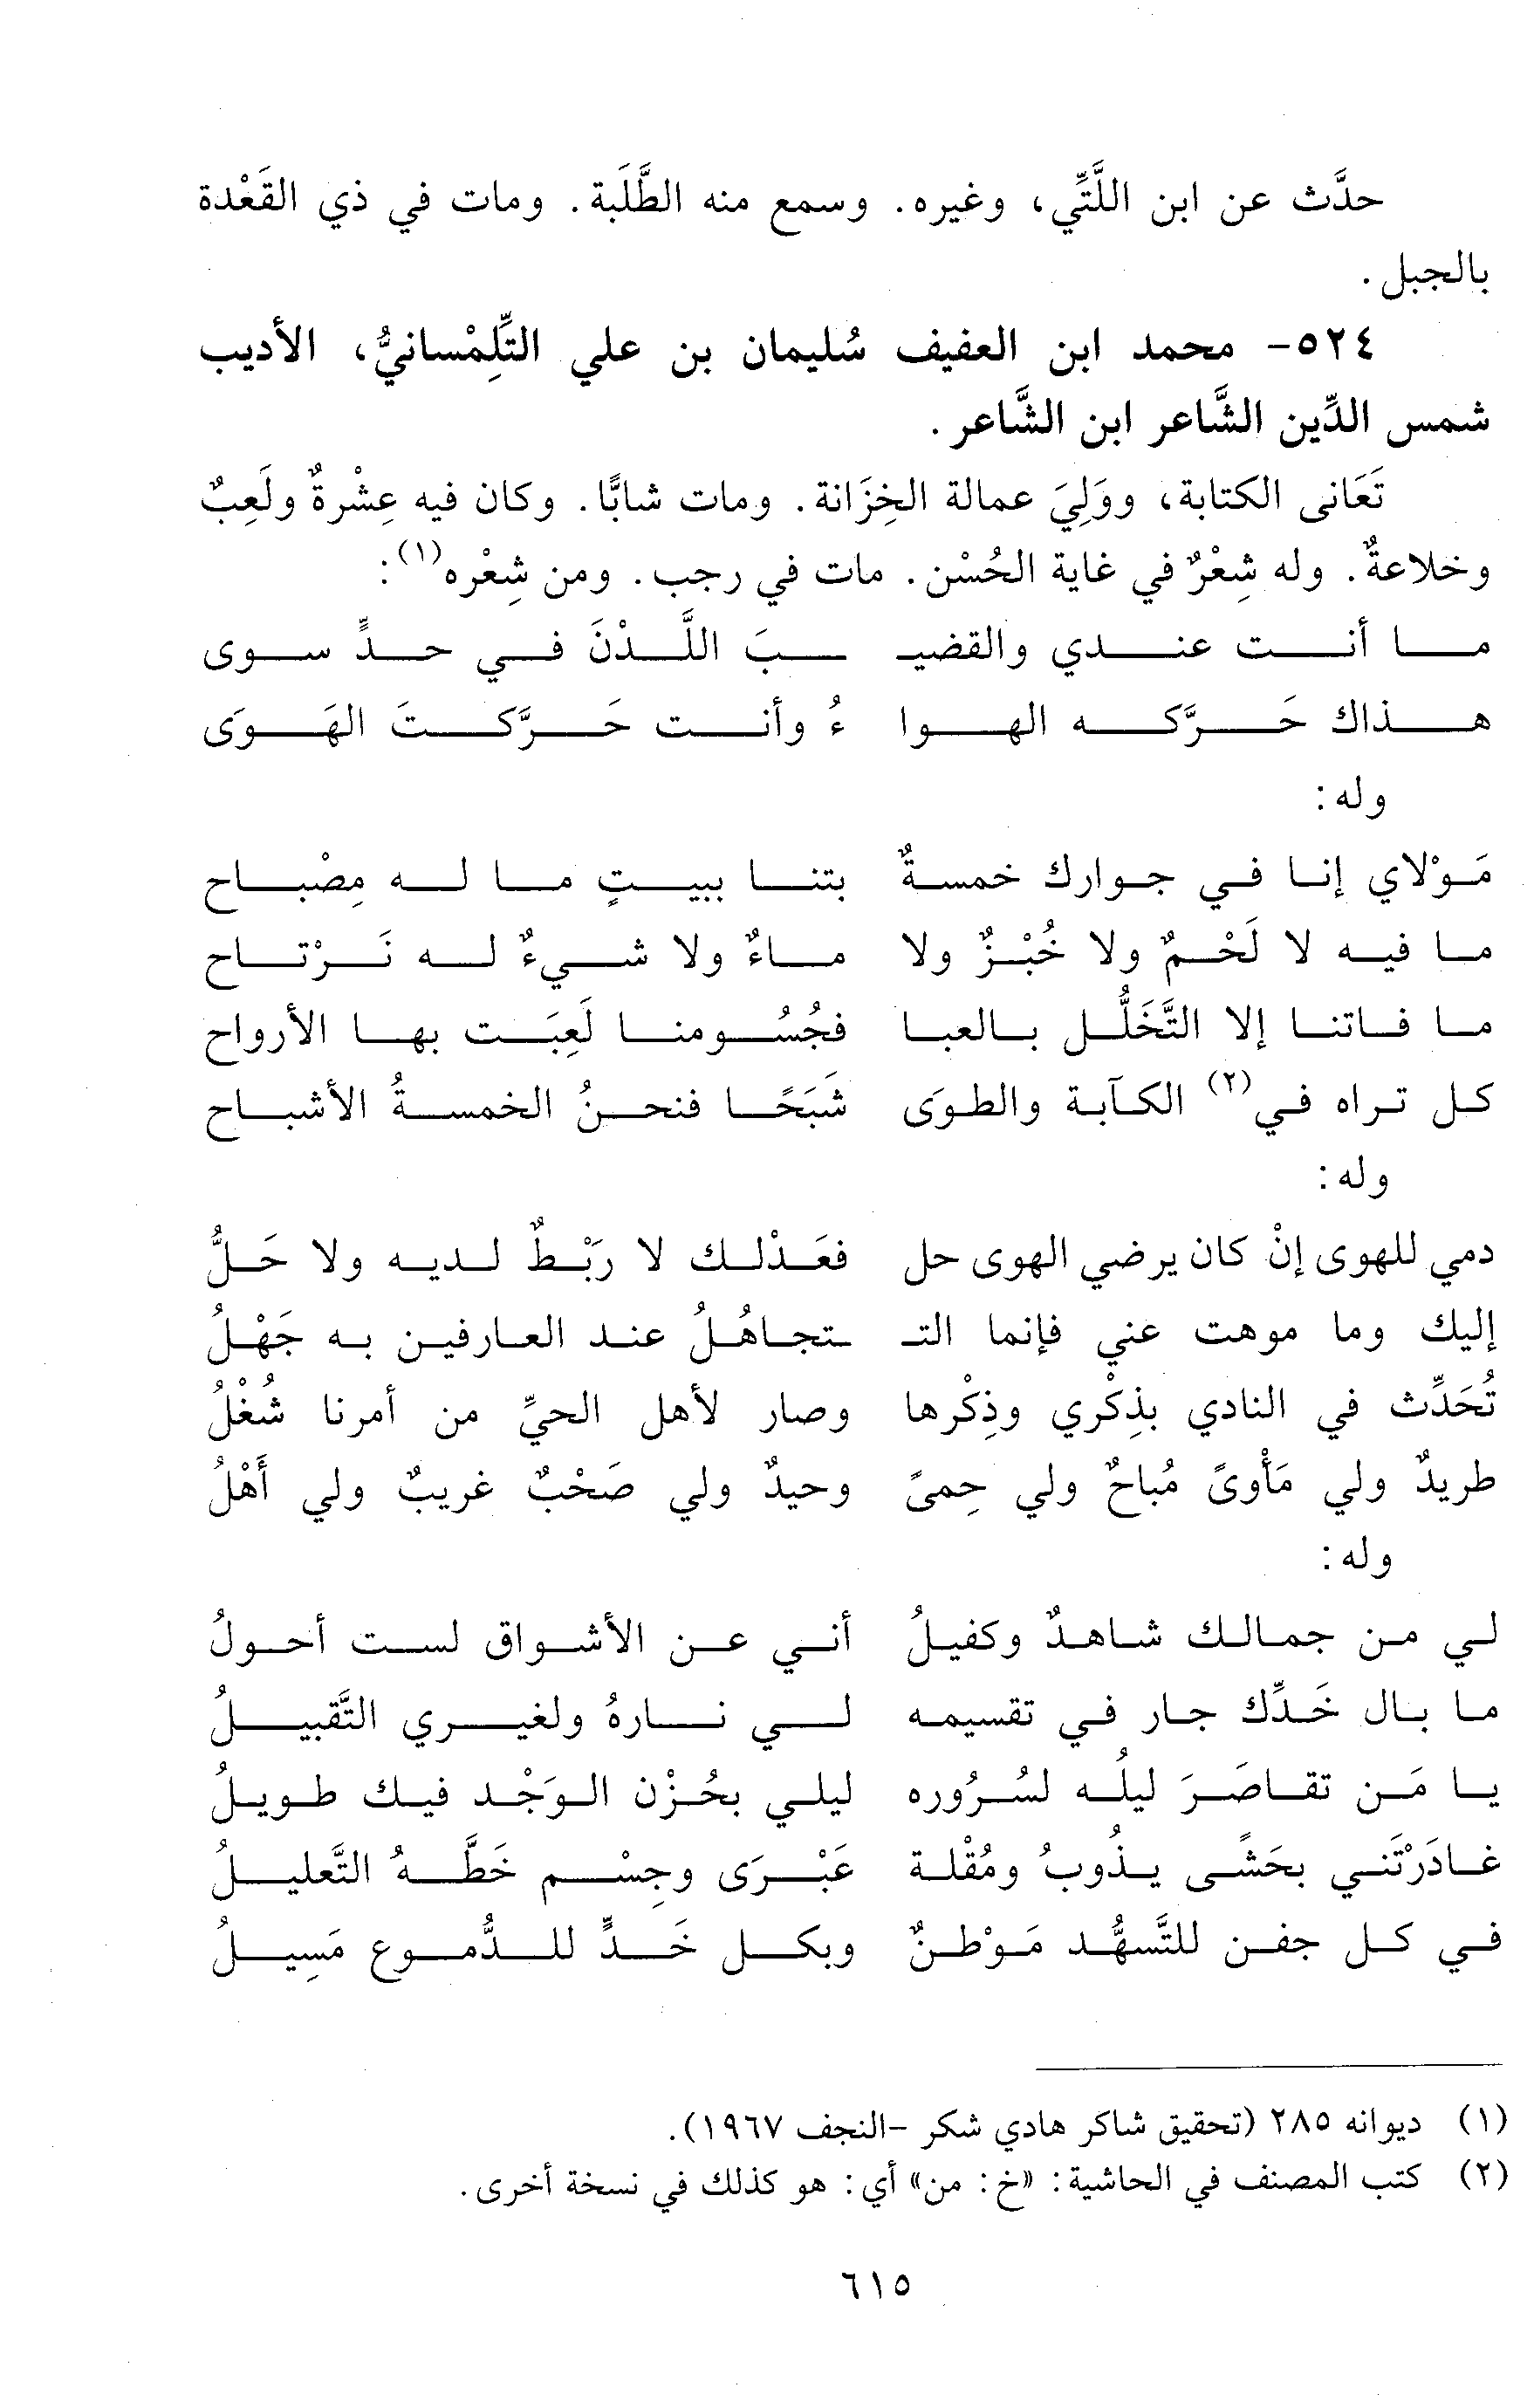 حدَّث عن ابن اللَّتِّي، وغيره. وسمع منه الطَّلَبة. ومات في ذي القَعْدة
بالجبل.
٥٢٤- محمد ابن العفيف سُليمان بن علي التِّلِمْسانيُّ، الأديب
شمس الدِّين الشَّاعر ابن الشَّاعر.
تَعَانى الكتابة، ووَلِيَ عمالة الخِزَانة. ومات شابًّا. وكان فيه عِشْرةٌ ولَعِبٌ
وخلاعةٌ. وله شِعْرٌ في غاية الحُسْن. مات في رجب. ومن شِعْره(١):
ما أنت عندي والقضيـ ـبَ اللَّدْنَ في حدٍّ سوى
هذاك حَرَّكه الهوا ءُ وأنت حَرَّكتَ الهَوَى
وله:
مَوْلاي إنا في جوارك خمسةٌ بتنا ببيتٍ ما له مِصْباح
ما فيه لا لَحْمٌ ولا خُبْزٌ ولا ماءٌ ولا شيءٌ له نَرْتاح
ما فاتنا إلا التَّخَلُّل بالعبا فجُسُومنا لَعِبَت بها الأرواح
كل تراه في(٢) الكآبة والطوَى شَبَحًا فنحنُ الخمسةُ الأشباح
وله:
دمي للهوى إنْ كان يرضي الهوى حل فعَذْلك لا رَبْطٌ لديه ولا حَلُّ
إليك وما موهت عني فإنما التـ ـتجاهُلُ عند العارفين به جَهْلُ
تُحَدِّث في النادي بذِكْري وذِكْرها وصار لأهل الحيِّ من أمرنا شُغْلُ
طريدٌ ولي مَأْوىً مُباحٌ ولي حِمىً وحيدٌ ولي صَحْبٌ غريبٌ ولي أَهْلُ
وله:
لي من جمالك شاهدٌ وكفيلُ أني عن الأشواق لست أحولُ
ما بال خَدِّك جار في تقسيمه لي نارهُ ولغيري التَّقبيلُ
يا مَن تقاصَرَ ليلُه لسُرُوره ليلي بحُزْن الوَجْد فيك طويلُ
غادَرْتَني بحَشًى يذُوبُ ومُقْلة عَبْرَى وجِسْم خَطَّهُ التَّعليلُ
في كل جفن للتَّسهُّد مَوْطنٌ وبكل خَدٍّ للدُّموع مَسِيلُ
(١) ديوانه ٢٨٥ (تحقيق شاكر هادي شكر -النجف ١٩٦٧).
(٢) كتب المصنف في الحاشية: «خ: من» أي: هو كذلك في نسخة أخرى.
٦١٥